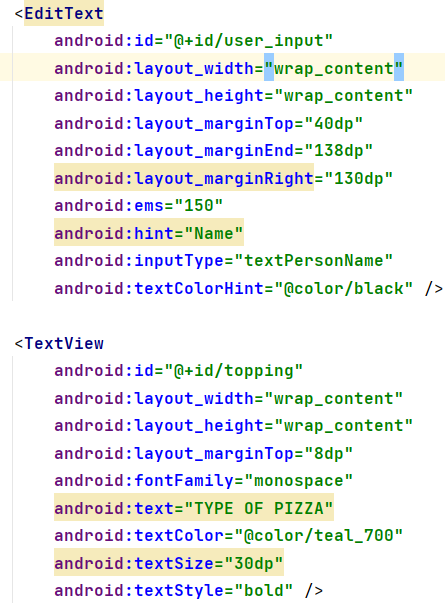 <EditText
android:id="@+id/user_input"
android:layout_width="wrap_content"
android:layout_height="wrap_content"
android:layout_marginTop="40dp"
android:layout_marginEnd="138dp"
android:layout_marginRight="130dp"
android:ems="150"
android:hint="Name"
android:inputType="textPersonName"
android:textColorHint="@color/black" />
<TextView
android:id="@+id/topping"
android:layout_width="wrap_content"
android:layout_height="wrap_content"
android:layout_marginTop="8dp"
android:fontFamily="monospace"
android:text="TYPE OF PIZZA"
android:textColor="@color/teal_700"
android:textSize="30dp"
android:textStyle="bold" />